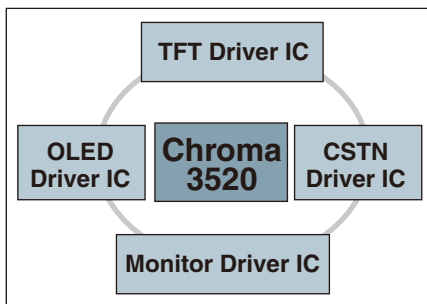 TFT Driver IC
OLED
Driver IC
Chroma
3520
CSTN
Driver IC
Monitor Driver IC